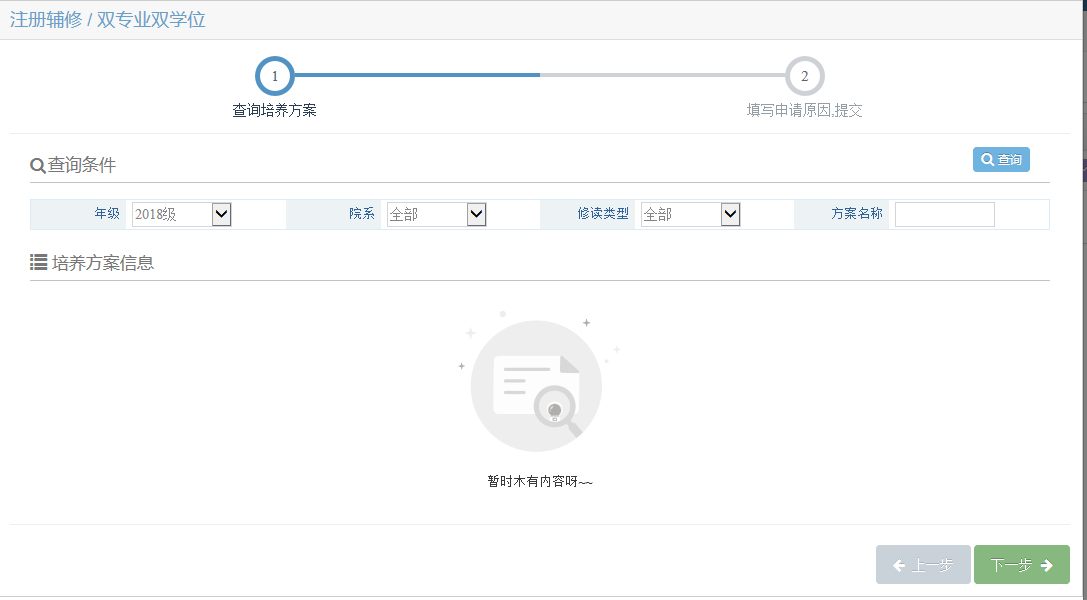 注册辅修 / 双专业双学位
1
2
查询培养方案
填写申请原因,提交
查询条件
查询
年级 2018级 院系 全部 修读类型 全部 方案名称
培养方案信息
暂时木有内容呀~~
上一步 下一步